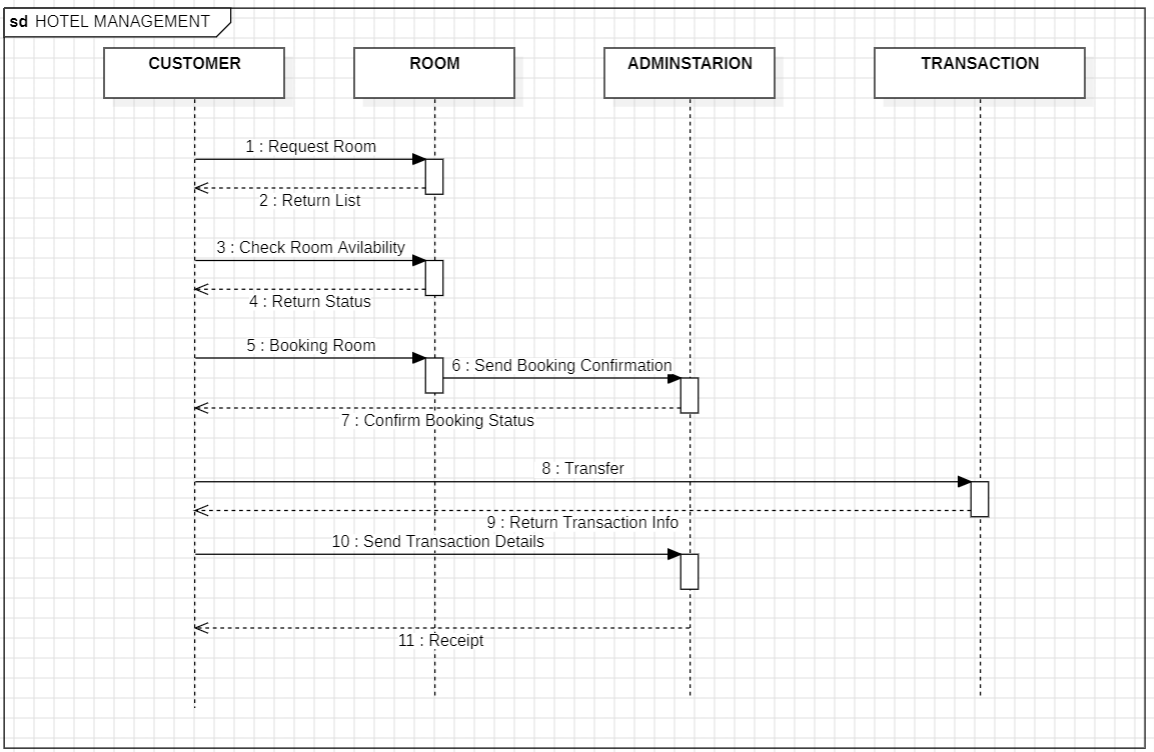 sd HOTEL MANAGEMENT
CUSTOMER
ROOM
ADMINSTARION
TRANSACTION
1 : Request Room
2 : Return List
3 : Check Room Avilability
4 : Return Status
5 : Booking Room
6 : Send Booking Confirmation
7 : Confirm Booking Status
8 : Transfer
9 : Return Transaction Info
10 : Send Transaction Details
11 : Receipt